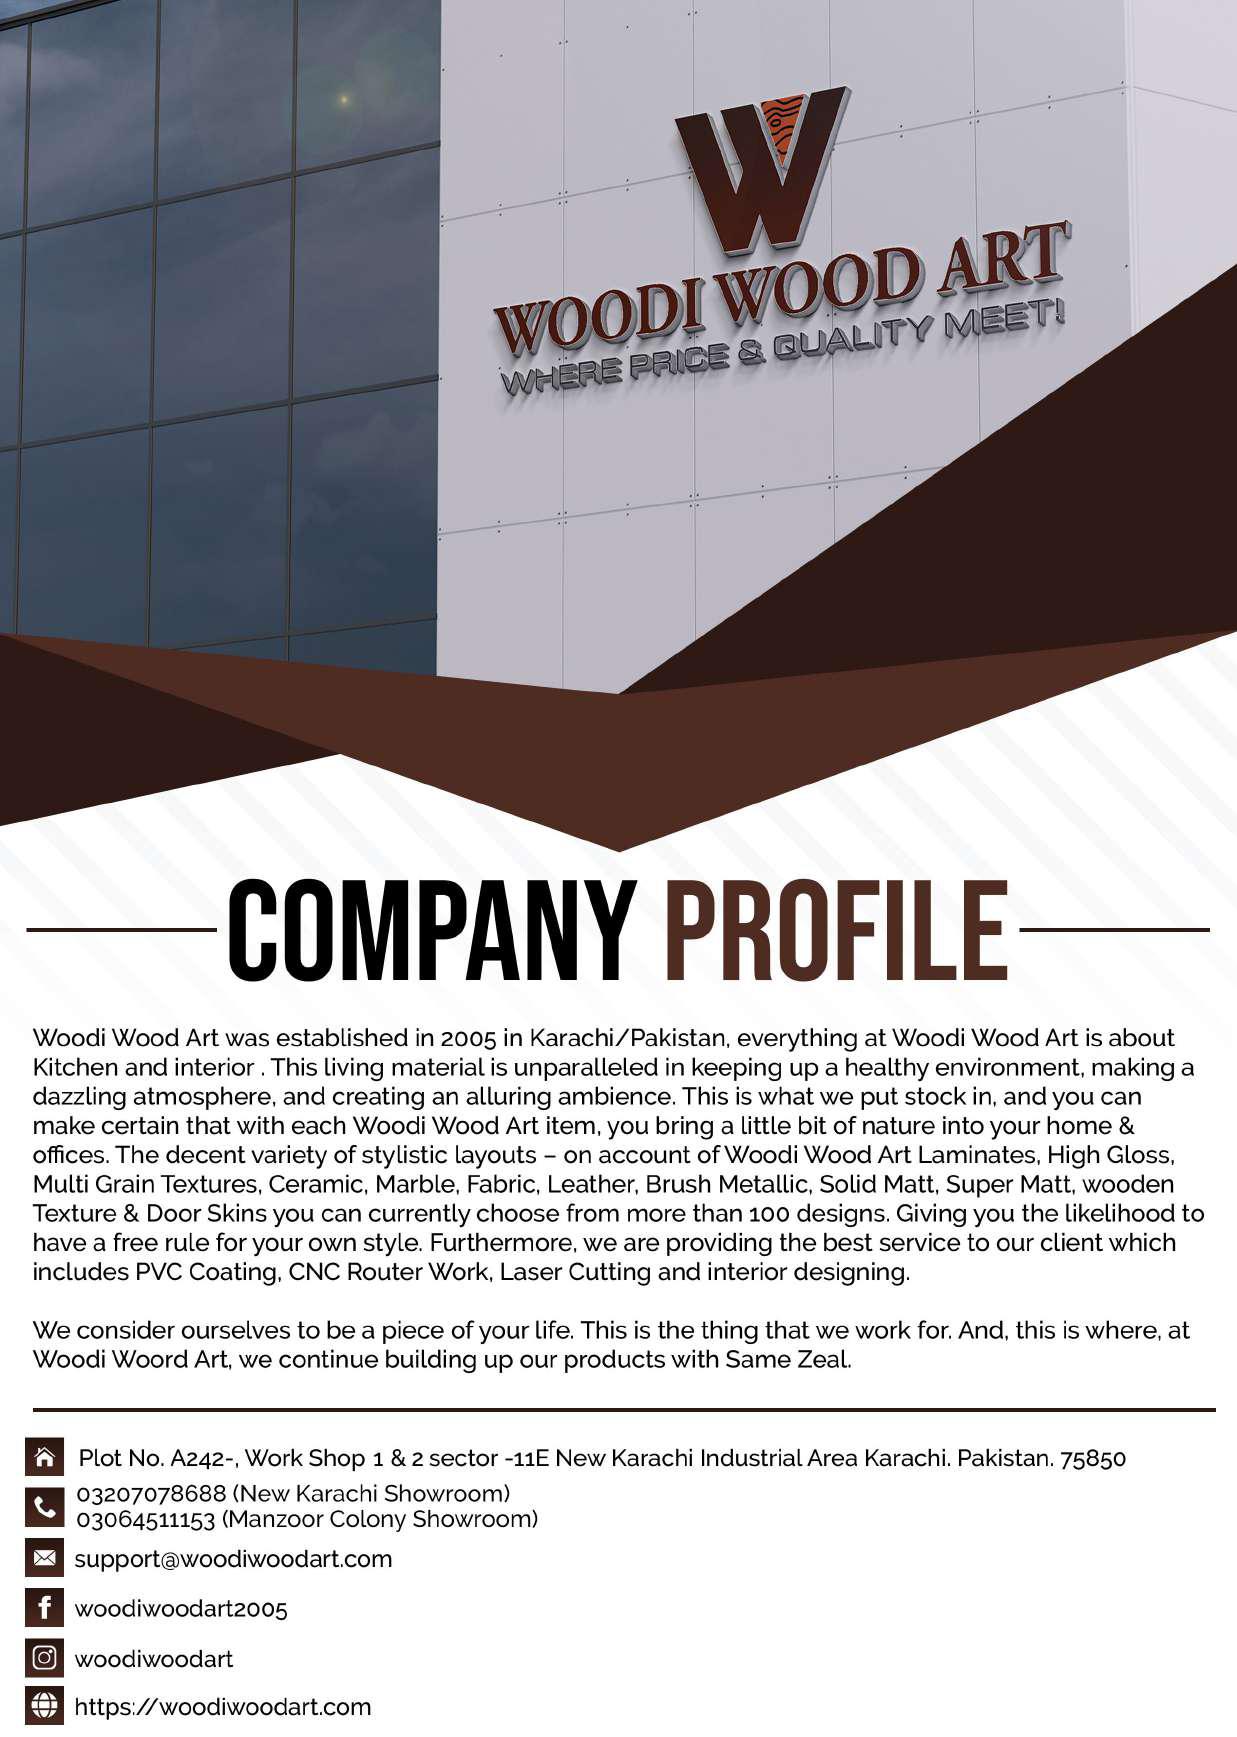 W
WOODI WOOD ART
WHERE PRICE & QUALITY MEET!
COMPANY PROFILE
Woodi Wood Art was established in 2005 in Karachi/Pakistan, everything at Woodi Wood Art is about
Kitchen and interior . This living material is unparalleled in keeping up a healthy environment, making a
dazzling atmosphere, and creating an alluring ambience. This is what we put stock in, and you can
make certain that with each Woodi Wood Art item, you bring a little bit of nature into your home &
offices. The decent variety of stylistic layouts – on account of Woodi Wood Art Laminates, High Gloss,
Multi Grain Textures, Ceramic, Marble, Fabric, Leather, Brush Metallic, Solid Matt, Super Matt, wooden
Texture & Door Skins you can currently choose from more than 100 designs. Giving you the likelihood to
have a free rule for your own style. Furthermore, we are providing the best service to our client which
includes PVC Coating, CNC Router Work, Laser Cutting and interior designing.
We consider ourselves to be a piece of your life. This is the thing that we work for. And, this is where, at
Woodi Woord Art, we continue building up our products with Same Zeal.
Plot No. A242-, Work Shop 1 & 2 sector -11E New Karachi Industrial Area Karachi. Pakistan. 75850
03207078688 (New Karachi Showroom)
03064511153 (Manzoor Colony Showroom)
support@woodiwoodart.com
woodiwoodart2005
woodiwoodart
https://woodiwoodart.com